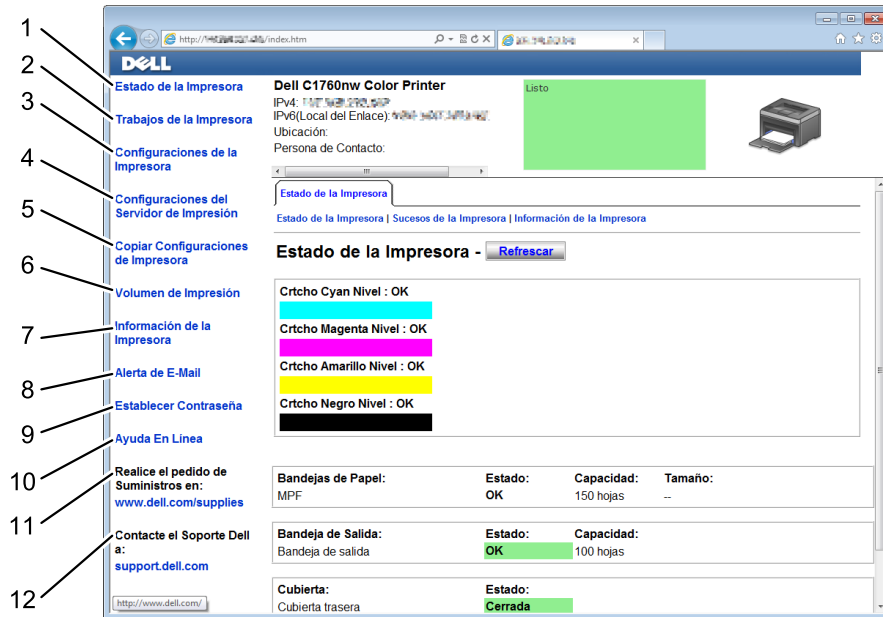 1
2
3
4
5
6
7
8
9
10
11
12
http:// /index.htm
DELL
Estado de la Impresora
Trabajos de la Impresora
Configuraciones de la
Impresora
Configuraciones del
Servidor de Impresión
Copiar Configuraciones
de Impresora
Volumen de Impresión
Información de la
Impresora
Alerta de E-Mail
Establecer Contraseña
Ayuda En Línea
Realice el pedido de
Suministros en:
www.dell.com/supplies
Contacte el Soporte Dell
a:
support.dell.com
http://www.dell.com/
Dell C1760nw Color Printer
IPv4:
IPv6(Local del Enlace):
Ubicación:
Persona de Contacto:
Listo
Estado de la Impresora
Estado de la Impresora | Sucesos de la Impresora | Información de la Impresora
Estado de la Impresora - Refrescar
Crtcho Cyan Nivel : OK
Crtcho Magenta Nivel : OK
Crtcho Amarillo Nivel : OK
Crtcho Negro Nivel : OK
Bandejas de Papel: Estado: Capacidad: Tamaño:
MPF OK 150 hojas --
Bandeja de Salida: Estado: Capacidad:
Bandeja de salida OK 100 hojas
Cubierta: Estado:
Cubierta trasera Cerrada